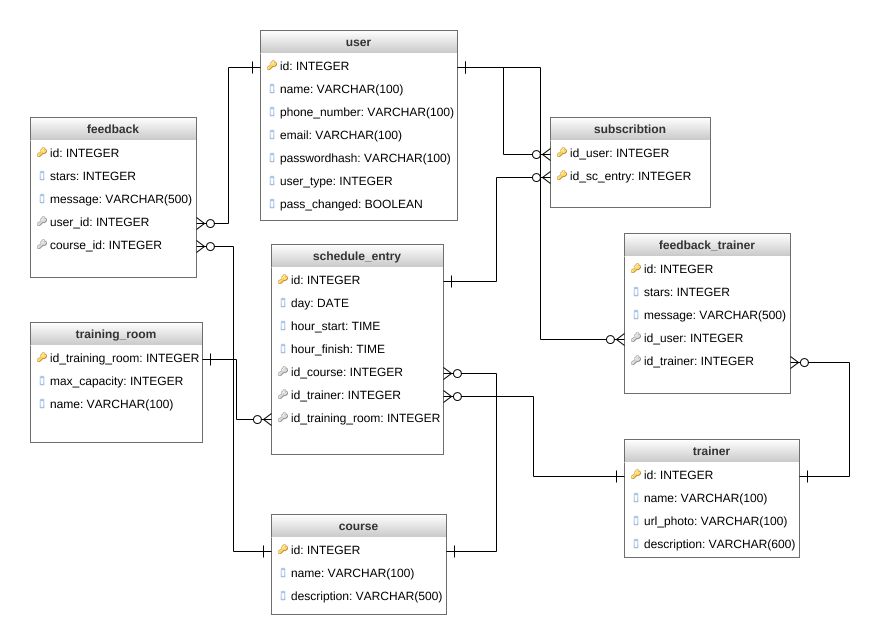 user
id: INTEGER
name: VARCHAR(100)
phone_number: VARCHAR(100)
email: VARCHAR(100)
passwordhash: VARCHAR(100)
user_type: INTEGER
pass_changed: BOOLEAN
feedback
id: INTEGER
stars: INTEGER
message: VARCHAR(500)
user_id: INTEGER
course_id: INTEGER
subscribtion
id_user: INTEGER
id_sc_entry: INTEGER
schedule_entry
id: INTEGER
day: DATE
hour_start: TIME
hour_finish: TIME
id_course: INTEGER
id_trainer: INTEGER
id_training_room: INTEGER
feedback_trainer
id: INTEGER
stars: INTEGER
message: VARCHAR(500)
id_user: INTEGER
id_trainer: INTEGER
training_room
id_training_room: INTEGER
max_capacity: INTEGER
name: VARCHAR(100)
trainer
id: INTEGER
name: VARCHAR(100)
url_photo: VARCHAR(100)
description: VARCHAR(600)
course
id: INTEGER
name: VARCHAR(100)
description: VARCHAR(500)